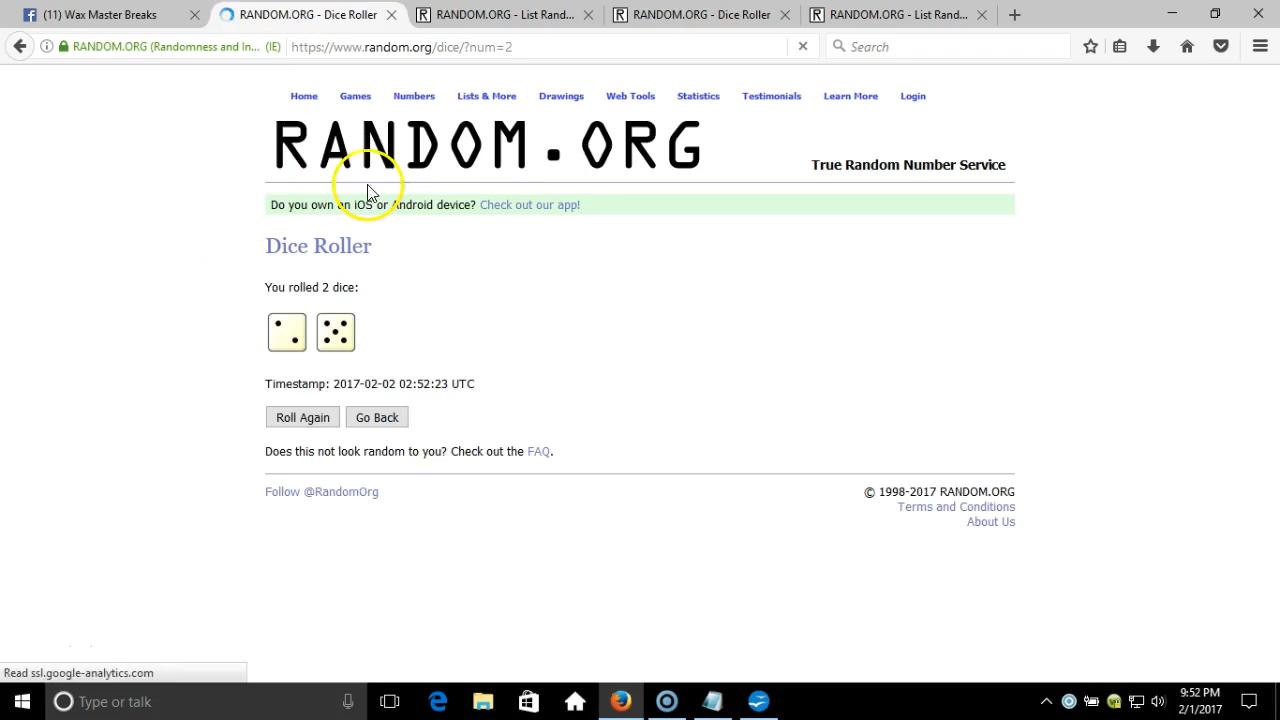 (11) Wax Master Breaks
RANDOM.ORG - Dice Roller
RANDOM.ORG - List Rand...
RANDOM.ORG - Dice Roller
RANDOM.ORG - List Rand...
RANDOM.ORG (Randomness and In... (IE)
https://www.random.org/dice/?num=2
Search
Home Games Numbers Lists & More Drawings Web Tools Statistics Testimonials Learn More Login
RANDOM.ORG
True Random Number Service
Do you own an iOS or Android device? Check out our app!
Dice Roller
You rolled 2 dice:
Timestamp: 2017-02-02 02:52:23 UTC
Roll Again Go Back
Does this not look random to you? Check out the FAQ.
Follow @RandomOrg
© 1998-2017 RANDOM.ORG
Terms and Conditions
About Us
Read ssl.google-analytics.com
Type or talk
9:52 PM
2/1/2017